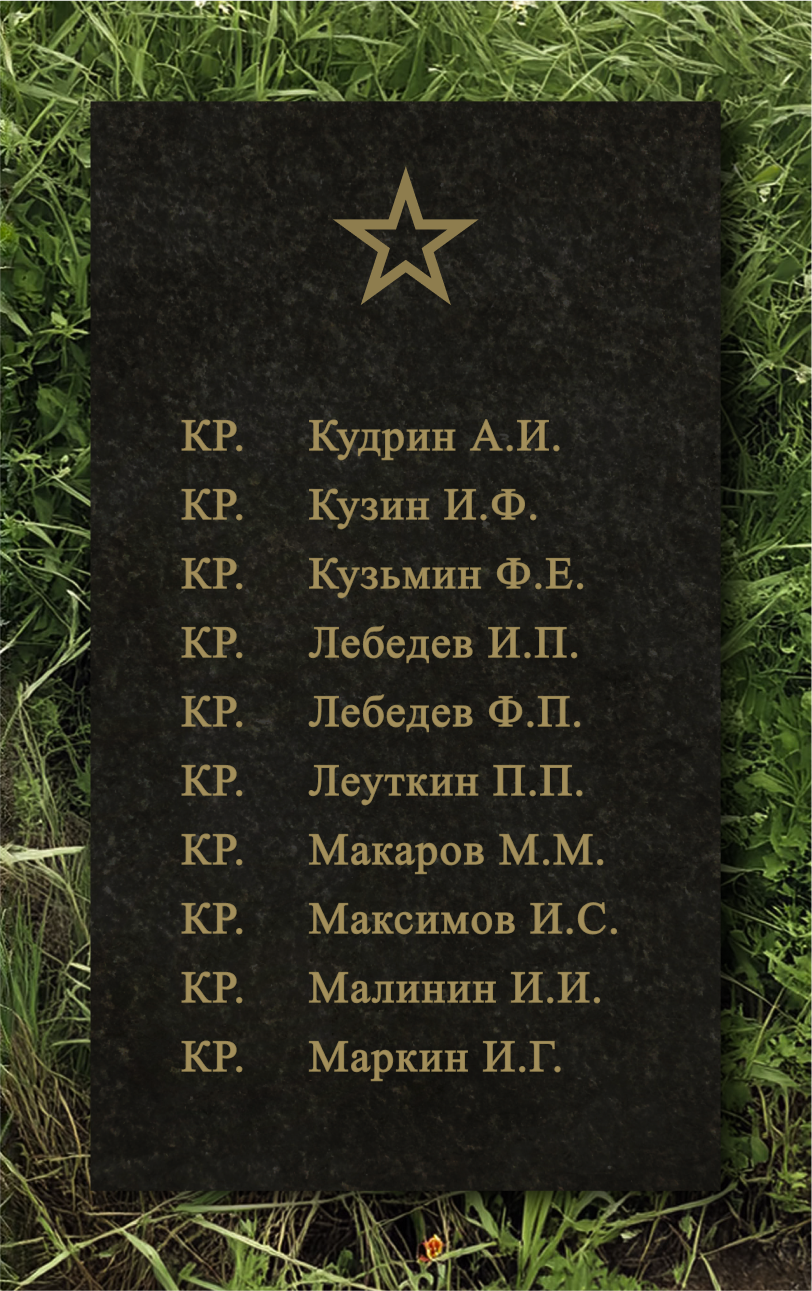 КР. Кудрин А.И.
КР. Кузин И.Ф.
КР. Кузьмин Ф.Е.
КР. Лебедев И.П.
КР. Лебедев Ф.П.
КР. Леуткин П.П.
КР. Макаров М.М.
КР. Максимов И.С.
КР. Малинин И.И.
КР. Маркин И.Г.